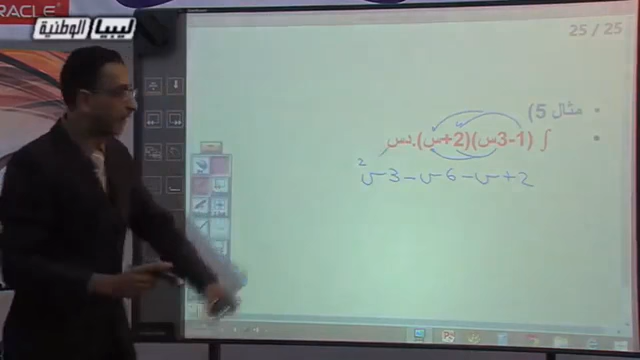 ORACLE
ليبيا الوطنية
25 / 25
• مثال 5)
• ∫ (1-3س)(2+س).دس
2 + س - 6س - 3س²